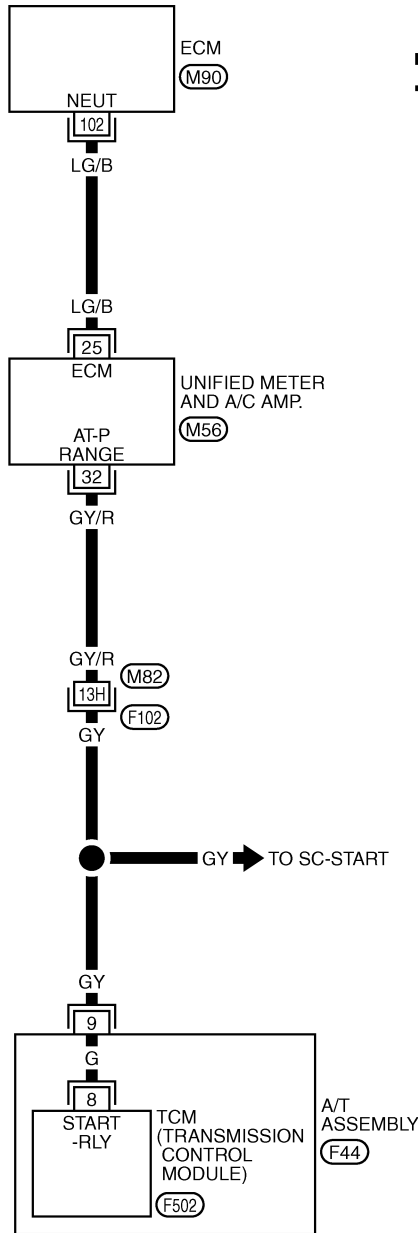 ECM
M90
NEUT
102
LG/B
LG/B
25
ECM
UNIFIED METER
AND A/C AMP.
M56
AT-P
RANGE
32
GY/R
GY/R
M82
13H
F102
GY
GY TO SC-START
GY
9
G
8
START
-RLY
TCM
(TRANSMISSION
CONTROL
MODULE)
F502
A/T
ASSEMBLY
F44